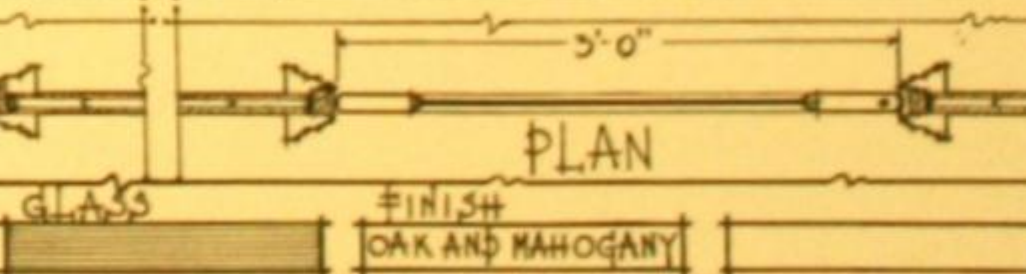 3'-0"
PLAN
GLASS
FINISH
OAK AND MAHOGANY